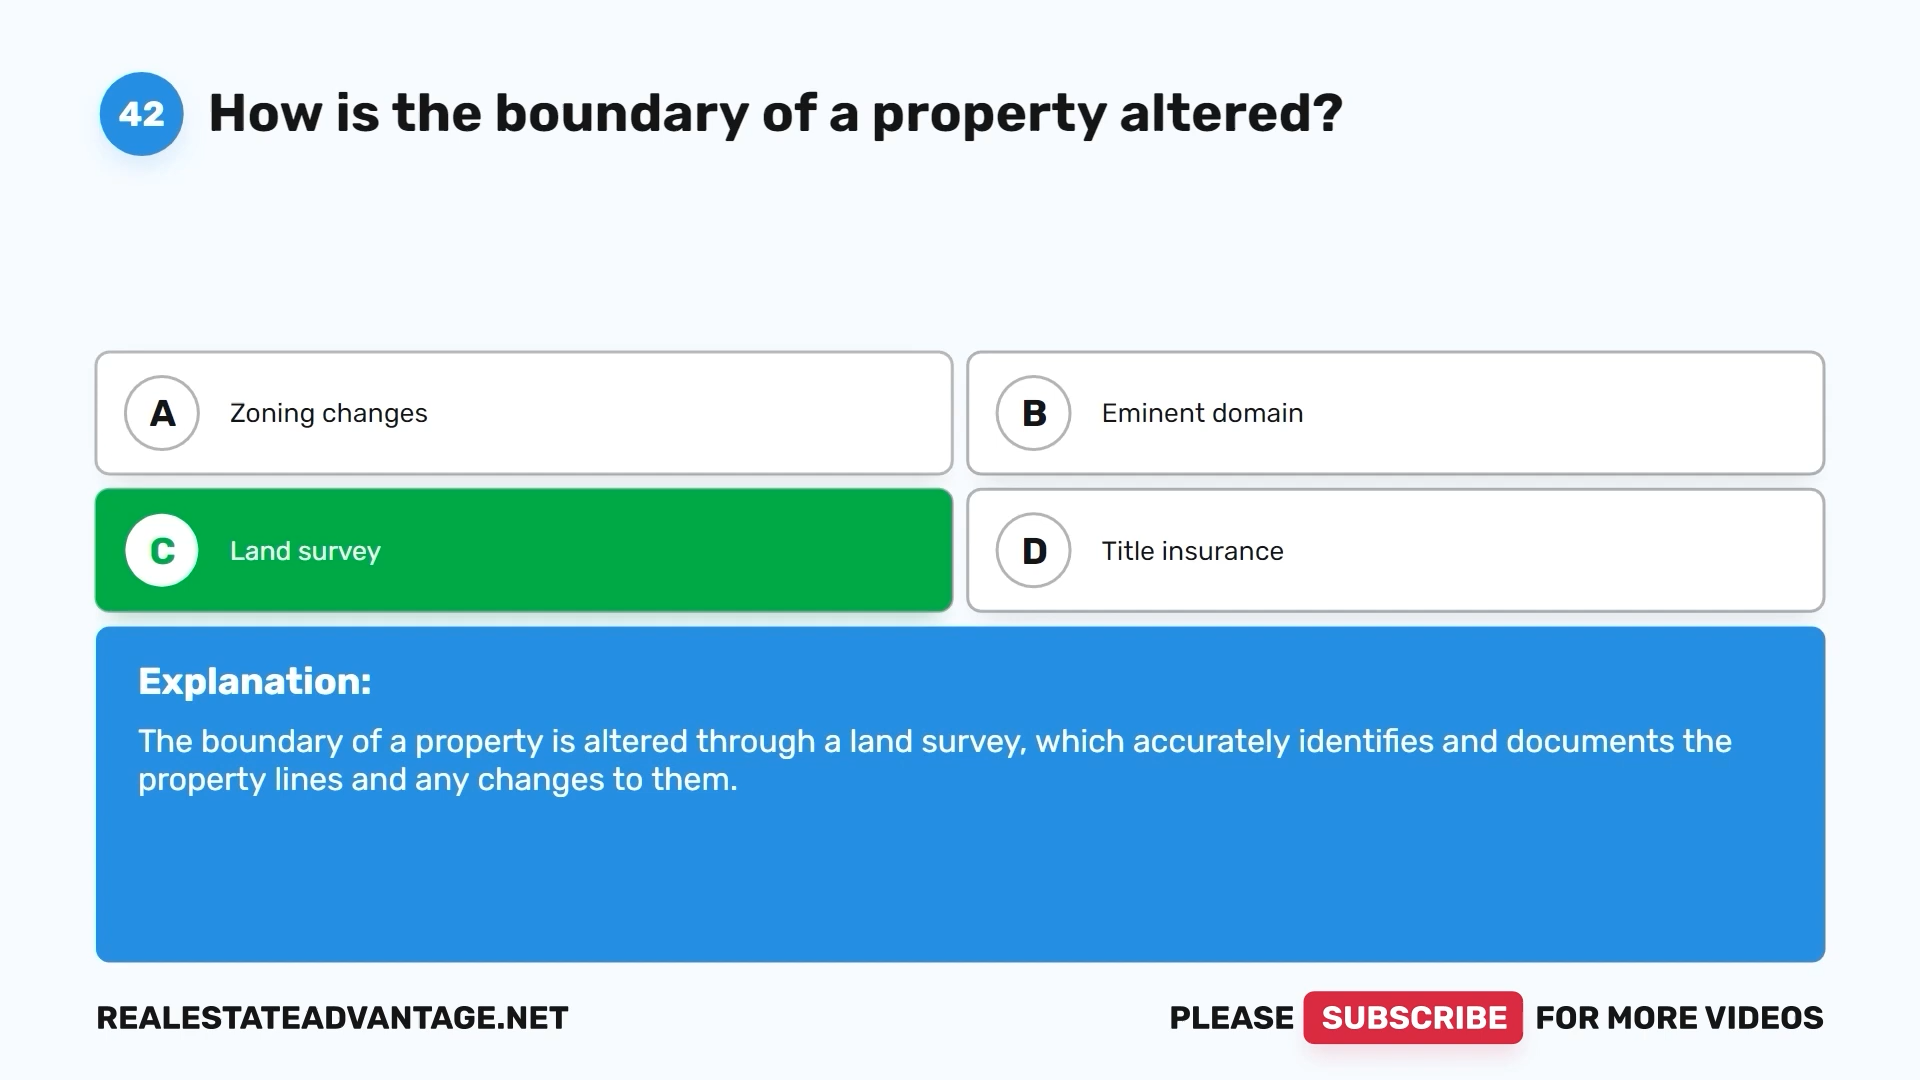 42 How is the boundary of a property altered?
A Zoning changes
B Eminent domain
C Land survey
D Title insurance
Explanation:
The boundary of a property is altered through a land survey, which accurately identifies and documents the
property lines and any changes to them.
REALESTATEADVANTAGE.NET
PLEASE SUBSCRIBE FOR MORE VIDEOS